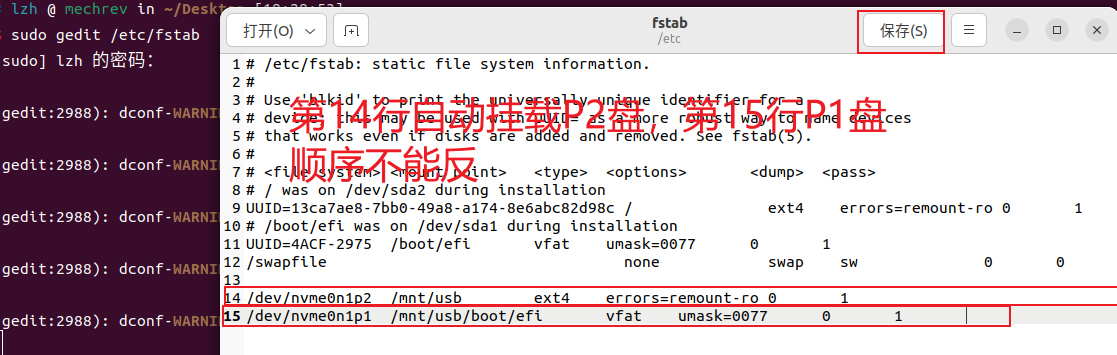 lzh @ mechrev in ~/Desktop [18:28:53]
$ sudo gedit /etc/fstab
sudo] lzh 的密码：
gedit:2988): dconf-WARNI
gedit:2988): dconf-WARNI
gedit:2988): dconf-WARNI
gedit:2988): dconf-WARNI
gedit:2988): dconf-WARNI
打开(O)
fstab
/etc
保存(S)
1 # /etc/fstab: static file system information.
2 #
3 # Use 'blkid' to print the universally unique identifier for a
4 # device; this may be used with UUID= as a more robust way to name devices
5 # that works even if disks are added and removed. See fstab(5).
6 #
7 # <file system> <mount point>   <type>  <options>       <dump>  <pass>
8 # / was on /dev/sda2 during installation
9 UUID=13ca7ae8-7bb0-49a8-a174-8e6abc82d98c /               ext4    errors=remount-ro 0       1
10 # /boot/efi was on /dev/sda1 during installation
11 UUID=4ACF-2975  /boot/efi       vfat    umask=0077      0       1
12 /swapfile                                 none            swap    sw              0       0
13
14 /dev/nvme0n1p2  /mnt/usb        ext4    errors=remount-ro 0       1
15 /dev/nvme0n1p1  /mnt/usb/boot/efi       vfat    umask=0077      0       1
第14行自动挂载P2盘，第15行P1盘
顺序不能反